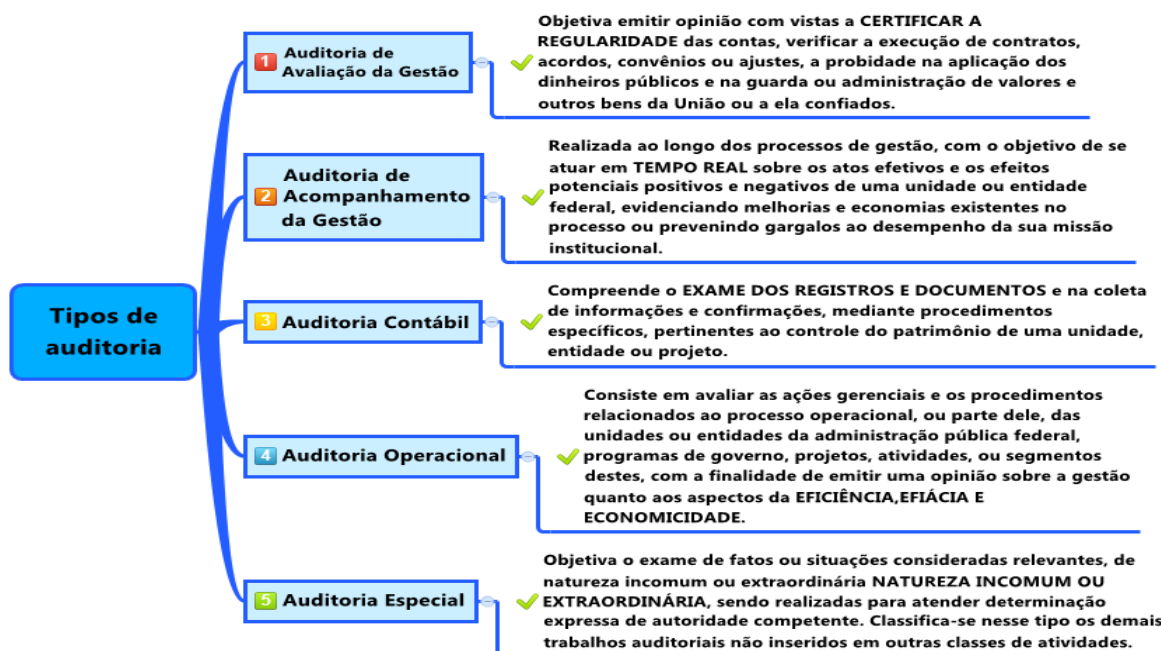 Tipos de
auditoria
1 Auditoria de
Avaliação da Gestão
Objetiva emitir opinião com vistas a CERTIFICAR A
REGULARIDADE das contas, verificar a execução de contratos,
acordos, convênios ou ajustes, a probidade na aplicação dos
dinheiros públicos e na guarda ou administração de valores e
outros bens da União ou a ela confiados.
2 Auditoria de
Acompanhamento
da Gestão
Realizada ao longo dos processos de gestão, com o objetivo de se
atuar em TEMPO REAL sobre os atos efetivos e os efeitos
potenciais positivos e negativos de uma unidade ou entidade
federal, evidenciando melhorias e economias existentes no
processo ou prevenindo gargalos ao desempenho da sua missão
institucional.
3 Auditoria Contábil
Compreende o EXAME DOS REGISTROS E DOCUMENTOS e na coleta
de informações e confirmações, mediante procedimentos
específicos, pertinentes ao controle do patrimônio de uma unidade,
entidade ou projeto.
4 Auditoria Operacional
Consiste em avaliar as ações gerenciais e os procedimentos
relacionados ao processo operacional, ou parte dele, das
unidades ou entidades da administração pública federal,
programas de governo, projetos, atividades, ou segmentos
destes, com a finalidade de emitir uma opinião sobre a gestão
quanto aos aspectos da EFICIÊNCIA,EFIÁCIA E
ECONOMICIDADE.
5 Auditoria Especial
Objetiva o exame de fatos ou situações consideradas relevantes, de
natureza incomum ou extraordinária NATUREZA INCOMUM OU
EXTRAORDINÁRIA, sendo realizadas para atender determinação
expressa de autoridade competente. Classifica-se nesse tipo os demais
trabalhos auditoriais não inseridos em outras classes de atividades.